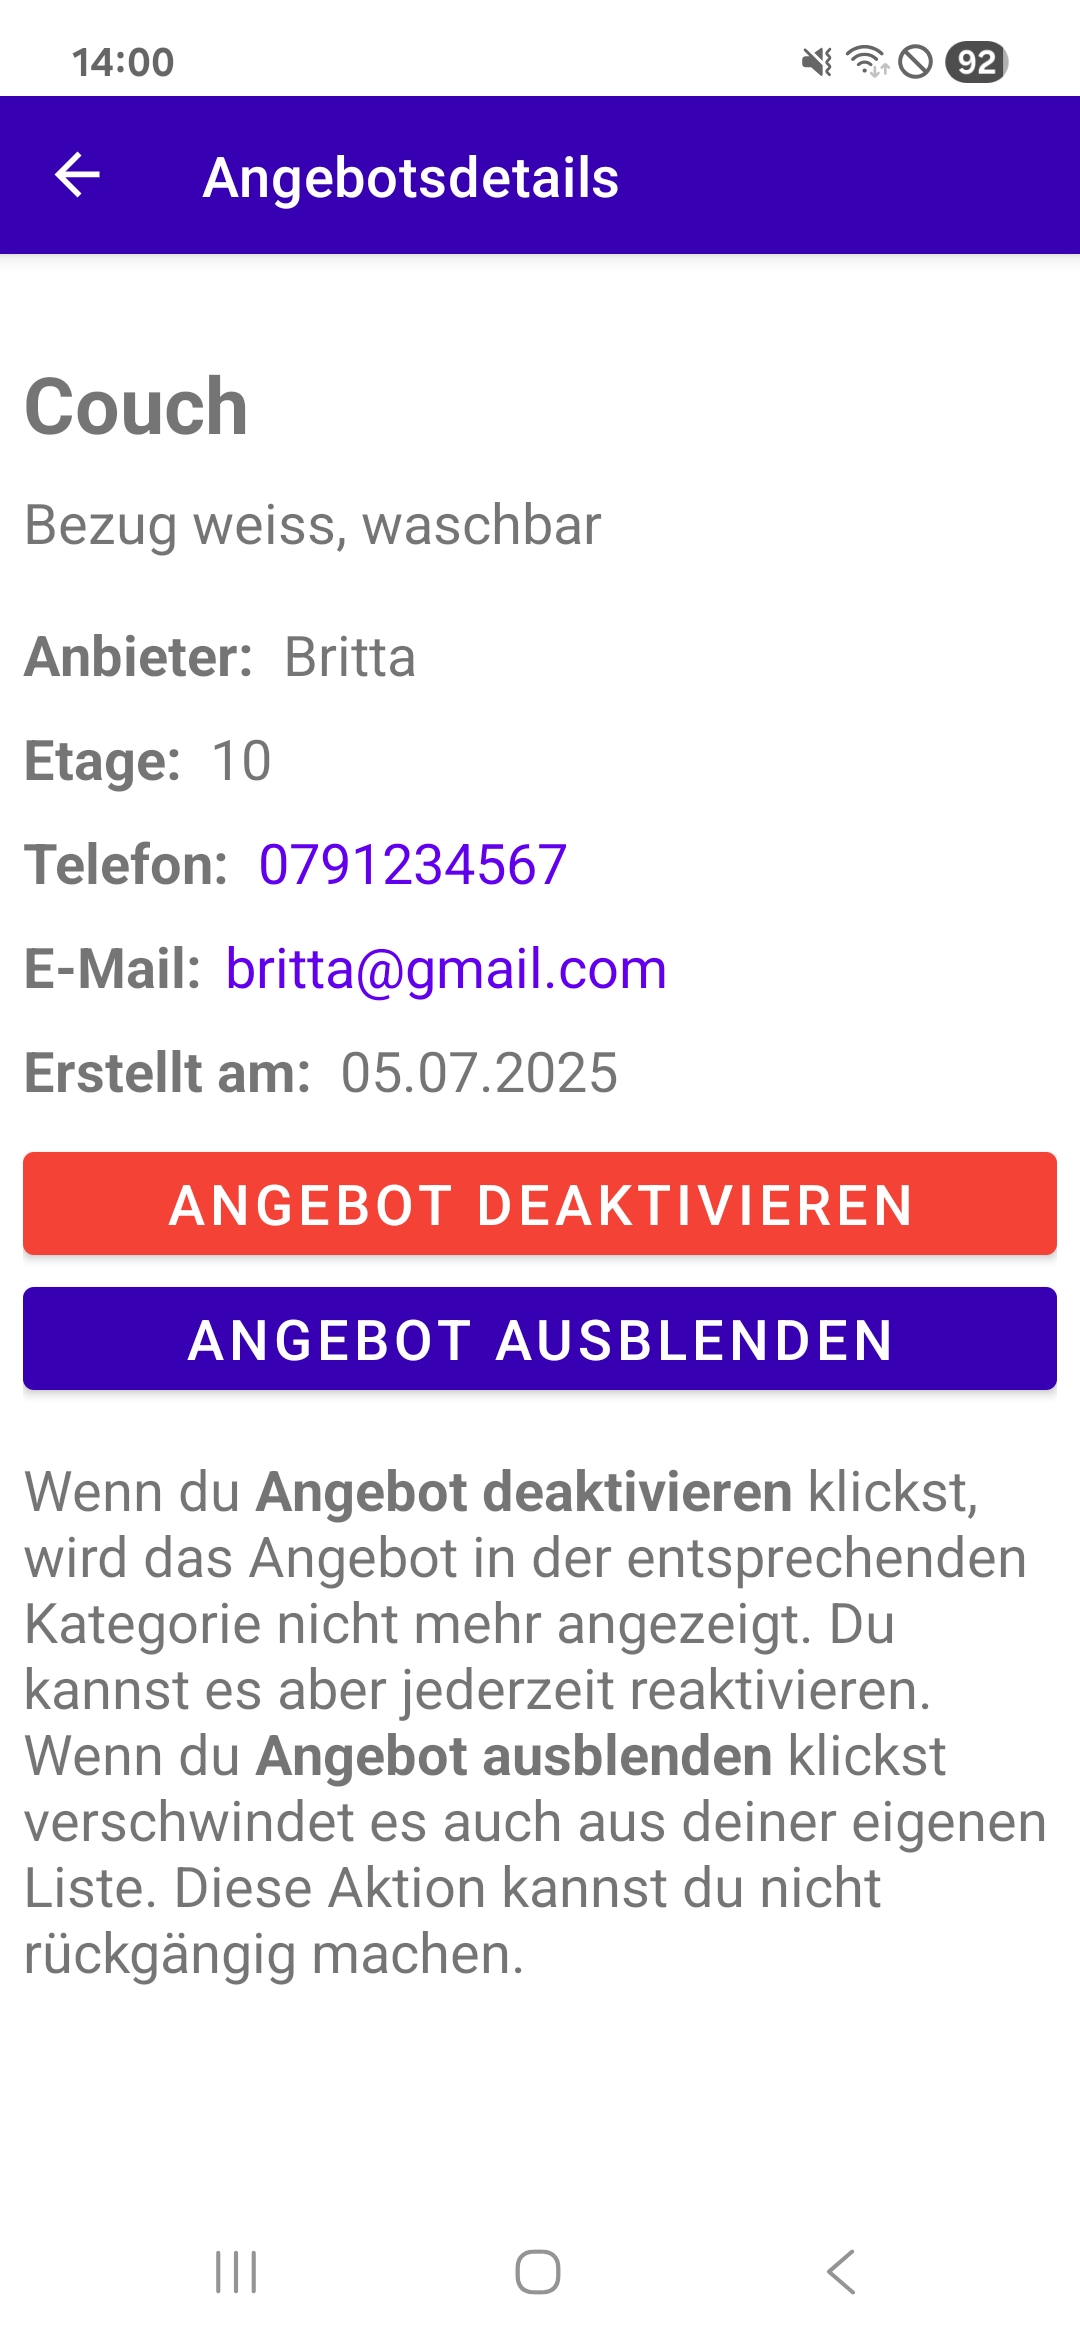 14:00
92
Angebotsdetails
Couch
Bezug weiss, waschbar
Anbieter: Britta
Etage: 10
Telefon: 0791234567
E-Mail: britta@gmail.com
Erstellt am: 05.07.2025
ANGEBOT DEAKTIVIEREN
ANGEBOT AUSBLENDEN
Wenn du Angebot deaktivieren klickst,
wird das Angebot in der entsprechenden
Kategorie nicht mehr angezeigt. Du
kannst es aber jederzeit reaktivieren.
Wenn du Angebot ausblenden klickst
verschwindet es auch aus deiner eigenen
Liste. Diese Aktion kannst du nicht
rückgängig machen.